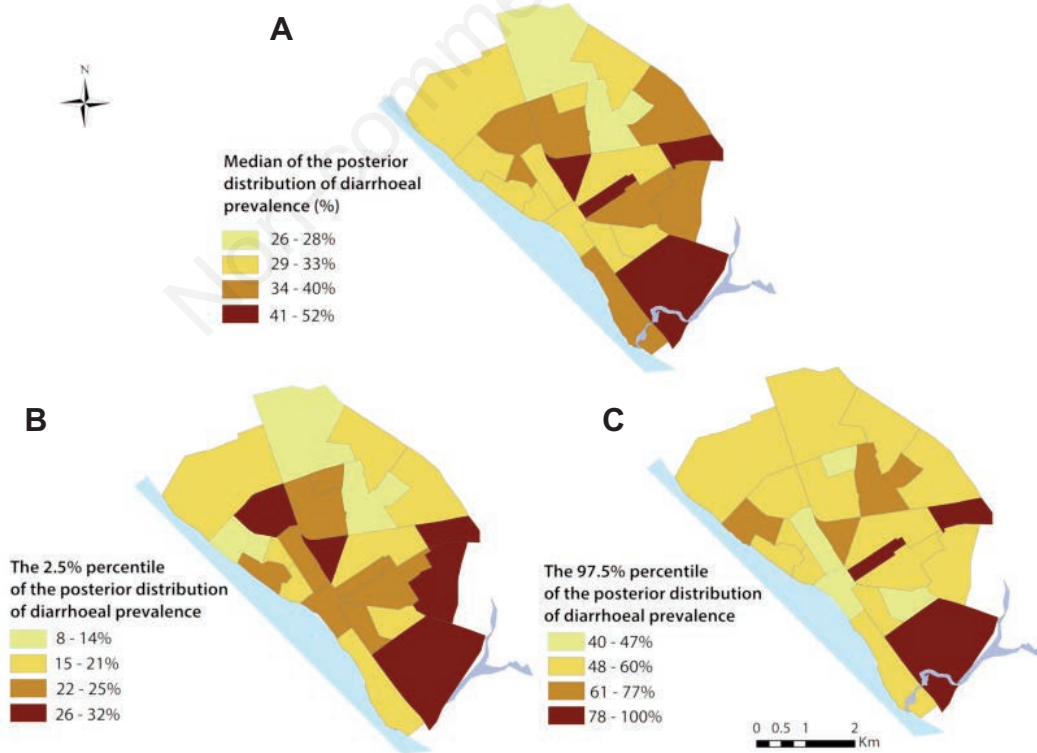 A
N
Median of the posterior
distribution of diarrhoeal
prevalence (%)
26 - 28%
29 - 33%
34 - 40%
41 - 52%
B
The 2.5% percentile
of the posterior distribution
of diarrhoeal prevalence
8 - 14%
15 - 21%
22 - 25%
26 - 32%
C
The 97.5% percentile
of the posterior distribution
of diarrhoeal prevalence
40 - 47%
48 - 60%
61 - 77%
78 - 100%
0 0.5 1 2
Km